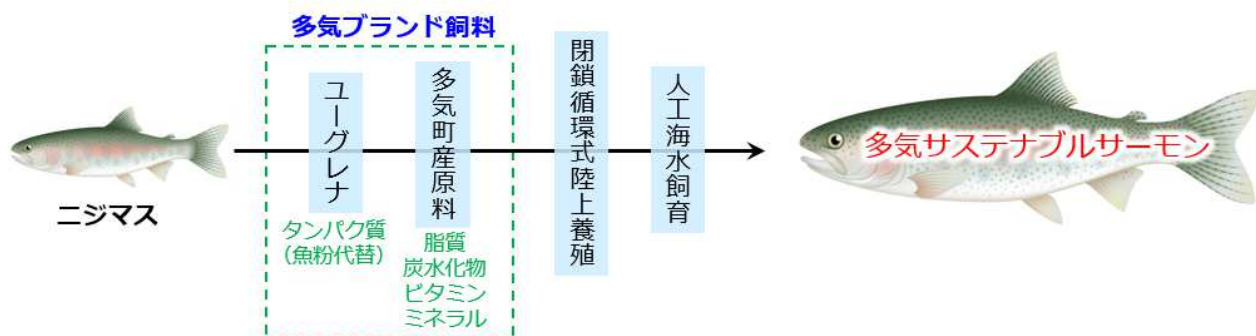 多気ブランド飼料
ニジマス
ユーグレナ
タンパク質
（魚粉代替）
多気町産原料
脂質
炭水化物
ビタミン
ミネラル
閉鎖循環式陸上養殖
人工海水飼育
多気サステナブルサーモン